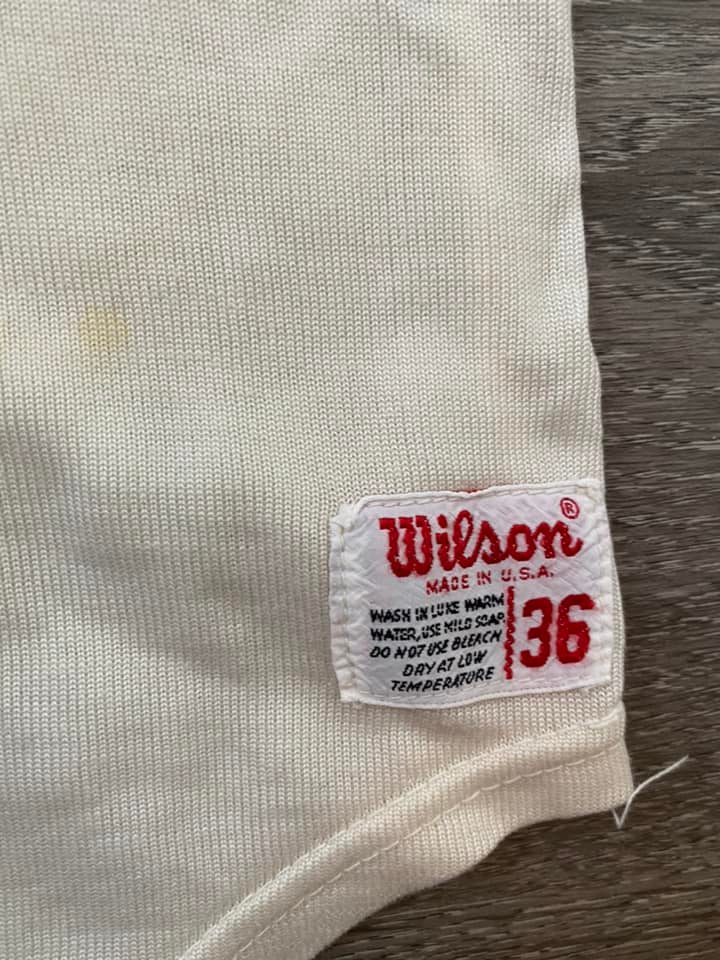 Wilson®
MADE IN U.S.A.
WASH IN LUKE WARM
WATER, USE MILD SOAP
DO NOT USE BLEACH
DRY AT LOW
TEMPERATURE
36